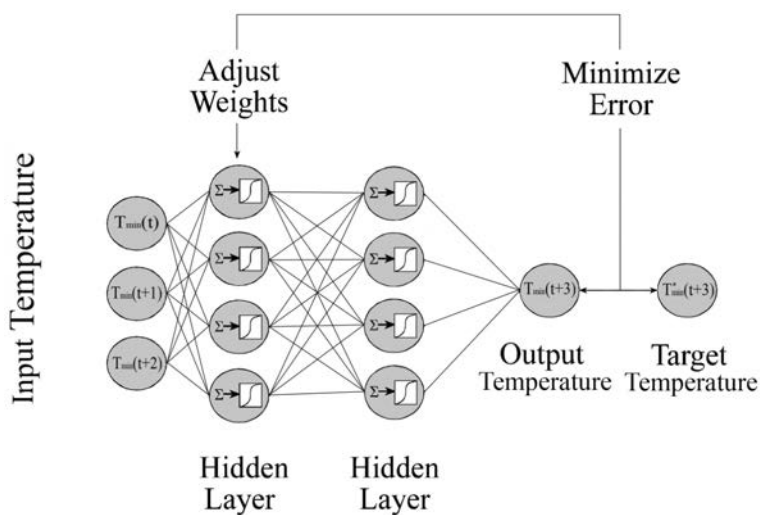 Adjust
Weights
Minimize
Error
Input Temperature
Tmin(t)
Tmin(t+1)
Tmin(t+2)
Σ
Σ
Σ
Σ
Σ
Σ
Σ
Σ
Tmin(t+3)
T*min(t+3)
Output
Temperature
Target
Temperature
Hidden
Layer
Hidden
Layer